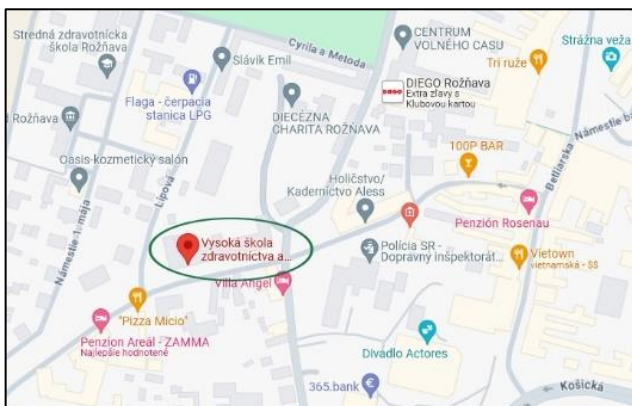 Stredná zdravotnícka
škola Rožňava
Slávik Emil
Cyrila a Metoda
CENTRUM
VOĽNÉHO ČASU
Strážna veža
Tri ruže
Flaga - čerpacia
stanica LPG
DIECÉZNA
CHARITA ROŽŇAVA
DIEGO Rožňava
Extra zľavy s
Klubovou kartou
Rožňava
Oasis-kozmetický salón
Lipová
Námestie 1. mája
100P BAR
Betliarska
Námestie
Holičstvo/
Kaderníctvo Aless
Penzión Rosenau
Vysoká škola
zdravotníctva a...
Polícia SR -
Dopravný inšpektorát...
Vietown
vietnamská - $$
Villa Angel
"Pizza Micio"
Penzion Areál - ZAMMA
Najlepšie hodnotené
Divadlo Actores
365.bank
Košická